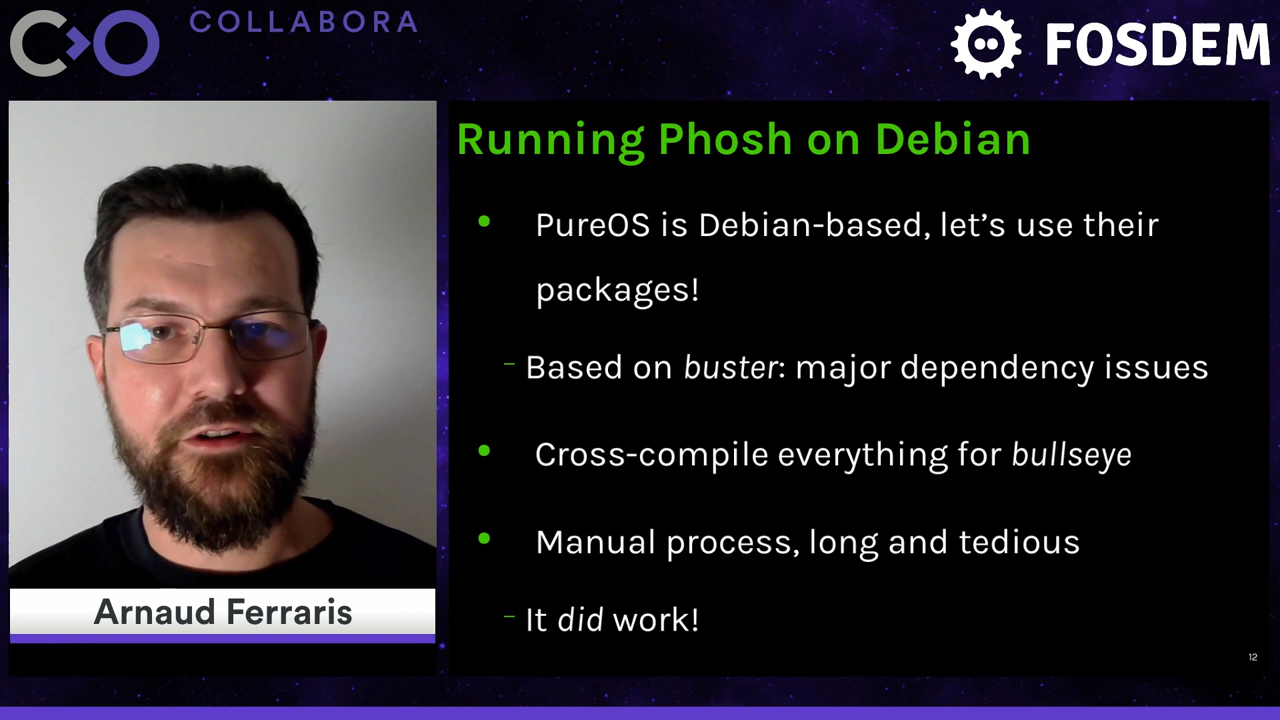 COLLABORA
FOSDEM
Running Phosh on Debian
• PureOS is Debian-based, let’s use their
packages!
– Based on buster: major dependency issues
• Cross-compile everything for bullseye
• Manual process, long and tedious
– It did work!
12
Arnaud Ferraris